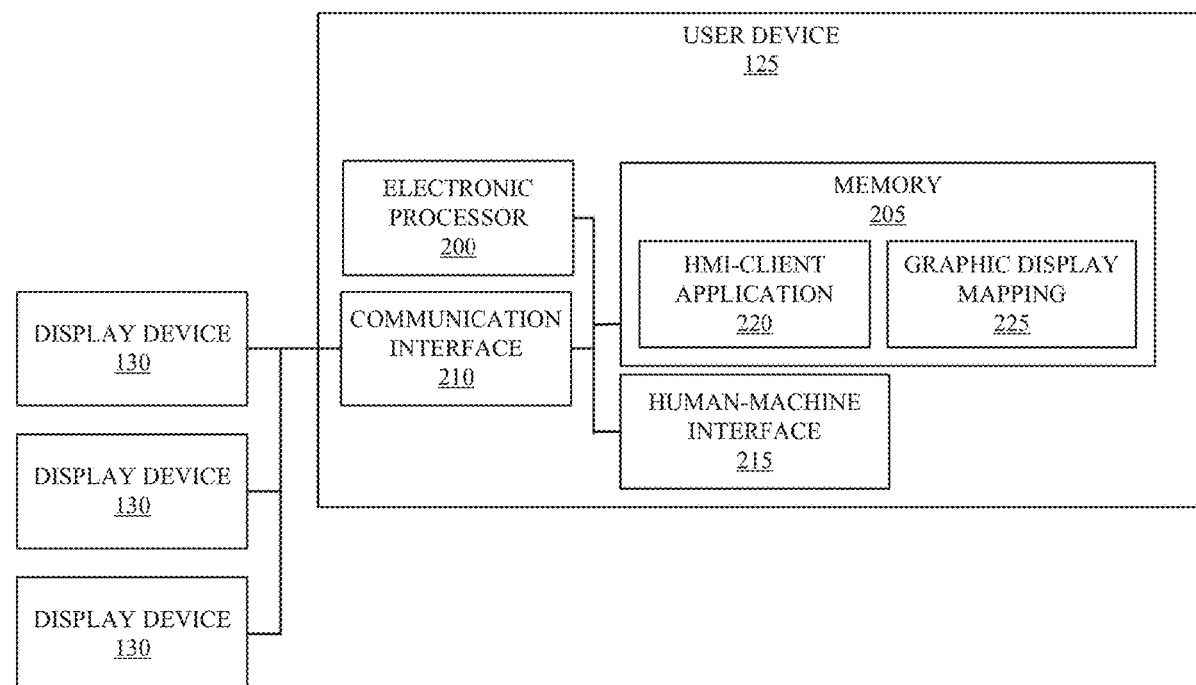 USER DEVICE
125
ELECTRONIC
PROCESSOR
200
MEMORY
205
HMI-CLIENT
APPLICATION
220
GRAPHIC DISPLAY
MAPPING
225
COMMUNICATION
INTERFACE
210
HUMAN-MACHINE
INTERFACE
215
DISPLAY DEVICE
130
DISPLAY DEVICE
130
DISPLAY DEVICE
130